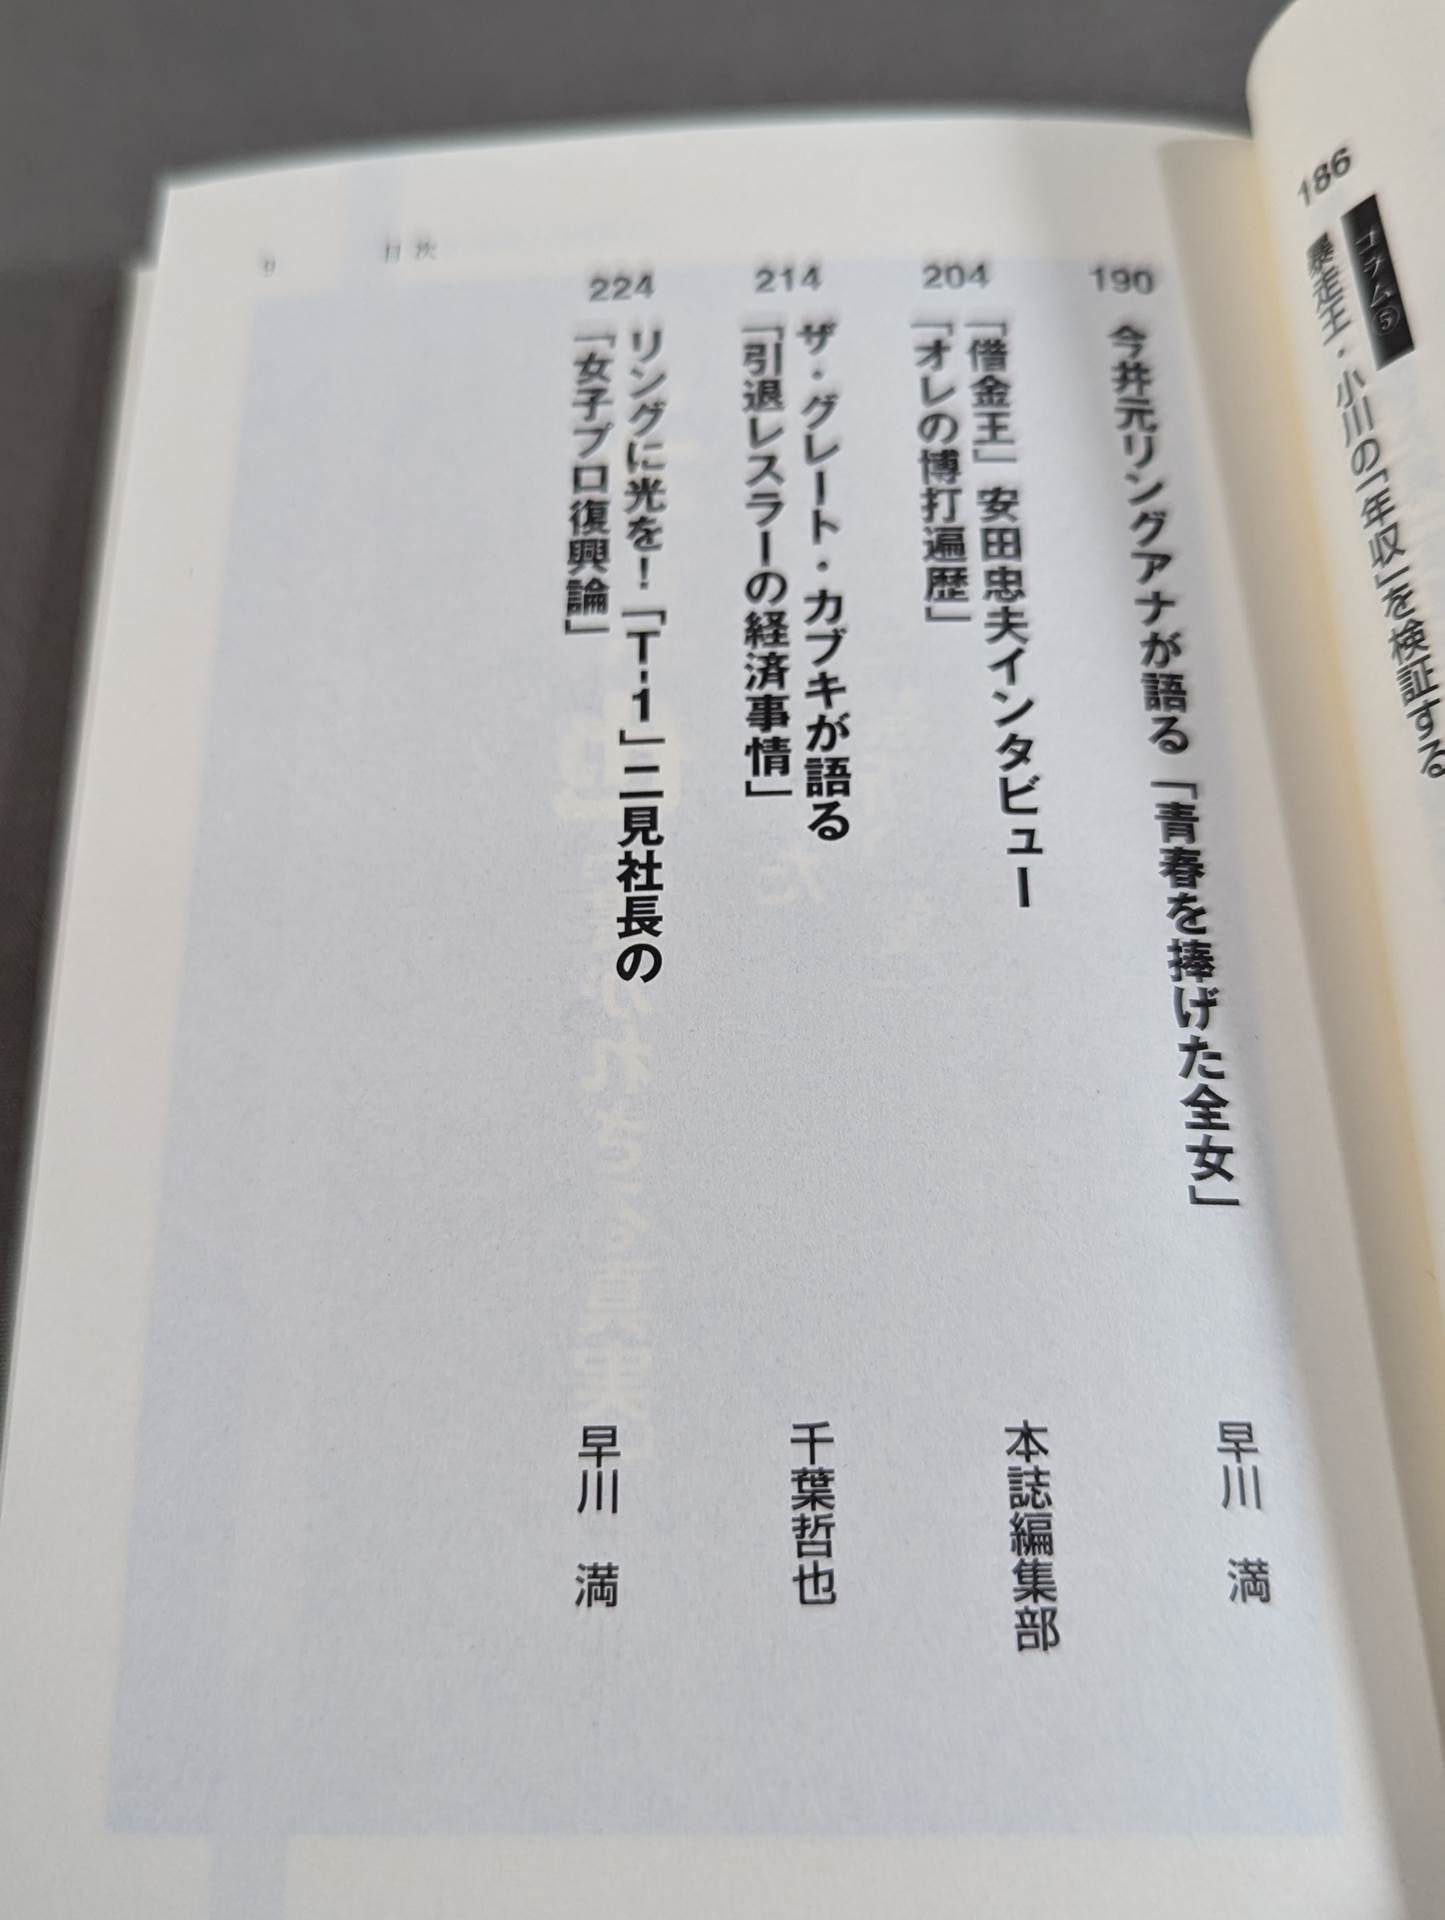 186
コラム⑤
暴走王・小川の「年収」を検証する
190
今井元リングアナが語る「青春を捧げた全女」
早川 満
204
「借金王」安田忠夫インタビュー
「オレの博打遍歴」
本誌編集部
214
ザ・グレート・カブキが語る
「引退レスラーの経済事情」
千葉哲也
224
リングに光を!「T-1」二見社長の
「女子プロ復興論」
早川 満
目次
9